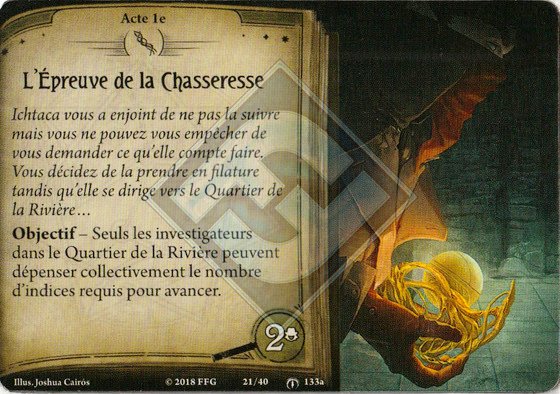 Acte 1e
L'Épreuve de la Chasseresse
Ichtaca vous a enjoint de ne pas la suivre
mais vous ne pouvez vous empêcher de
vous demander ce qu'elle compte faire.
Vous décidez de la prendre en filature
tandis qu'elle se dirige vers le Quartier de
la Rivière…
Objectif – Seuls les investigateurs
dans le Quartier de la Rivière peuvent
dépenser collectivement le nombre
d'indices requis pour avancer.
2
Illus. Joshua Cairós © 2018 FFG 21/40 133a